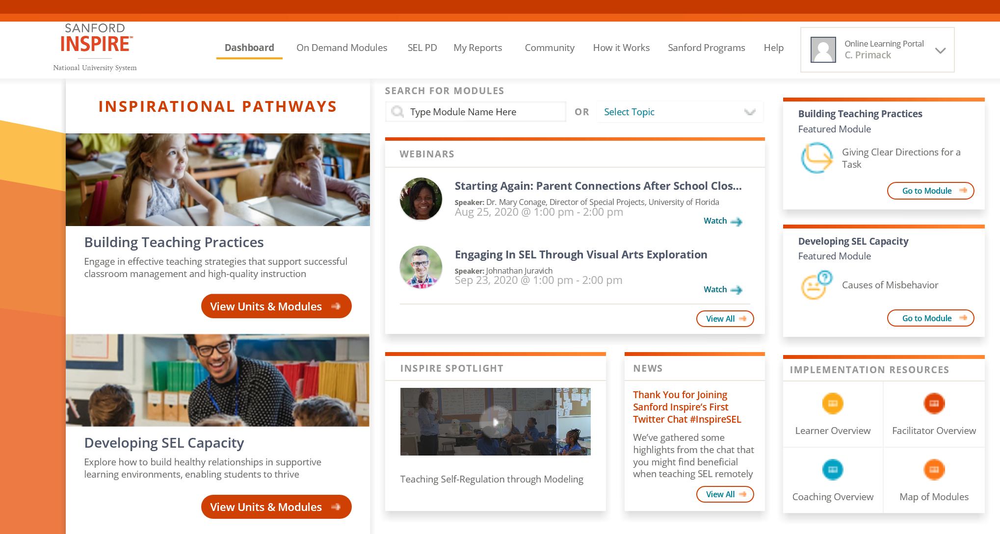 SANFORD
INSPIRE™
National University System
Dashboard
On Demand Modules
SEL PD
My Reports
Community
How it Works
Sanford Programs
Help
Online Learning Portal
C. Primack
INSPIRATIONAL PATHWAYS
Building Teaching Practices
Engage in effective teaching strategies that support successful
classroom management and high-quality instruction
View Units & Modules
Developing SEL Capacity
Explore how to build healthy relationships in supportive
learning environments, enabling students to thrive
View Units & Modules
SEARCH FOR MODULES
Type Module Name Here
OR
Select Topic
WEBINARS
Starting Again: Parent Connections After School Clos...
Speaker: Dr. Mary Conage, Director of Special Projects, University of Florida
Aug 25, 2020 @ 1:00 pm - 2:00 pm
Watch
Engaging In SEL Through Visual Arts Exploration
Speaker: Johnathan Juravich
Sep 23, 2020 @ 1:00 pm - 2:00 pm
Watch
View All
INSPIRE SPOTLIGHT
Teaching Self-Regulation through Modeling
NEWS
Thank You for Joining
Sanford Inspire's First
Twitter Chat #InspireSEL
We've gathered some
highlights from the chat that
you might find beneficial
when teaching SEL remotely
View All
Building Teaching Practices
Featured Module
Giving Clear Directions for a
Task
Go to Module
Developing SEL Capacity
Featured Module
?
Causes of Misbehavior
Go to Module
IMPLEMENTATION RESOURCES
Learner Overview
Facilitator Overview
Coaching Overview
Map of Modules